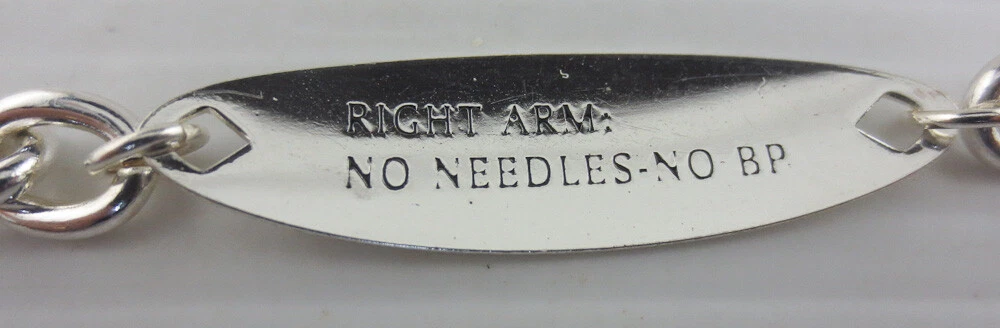 RIGHT ARM:
NO NEEDLES-NO BP